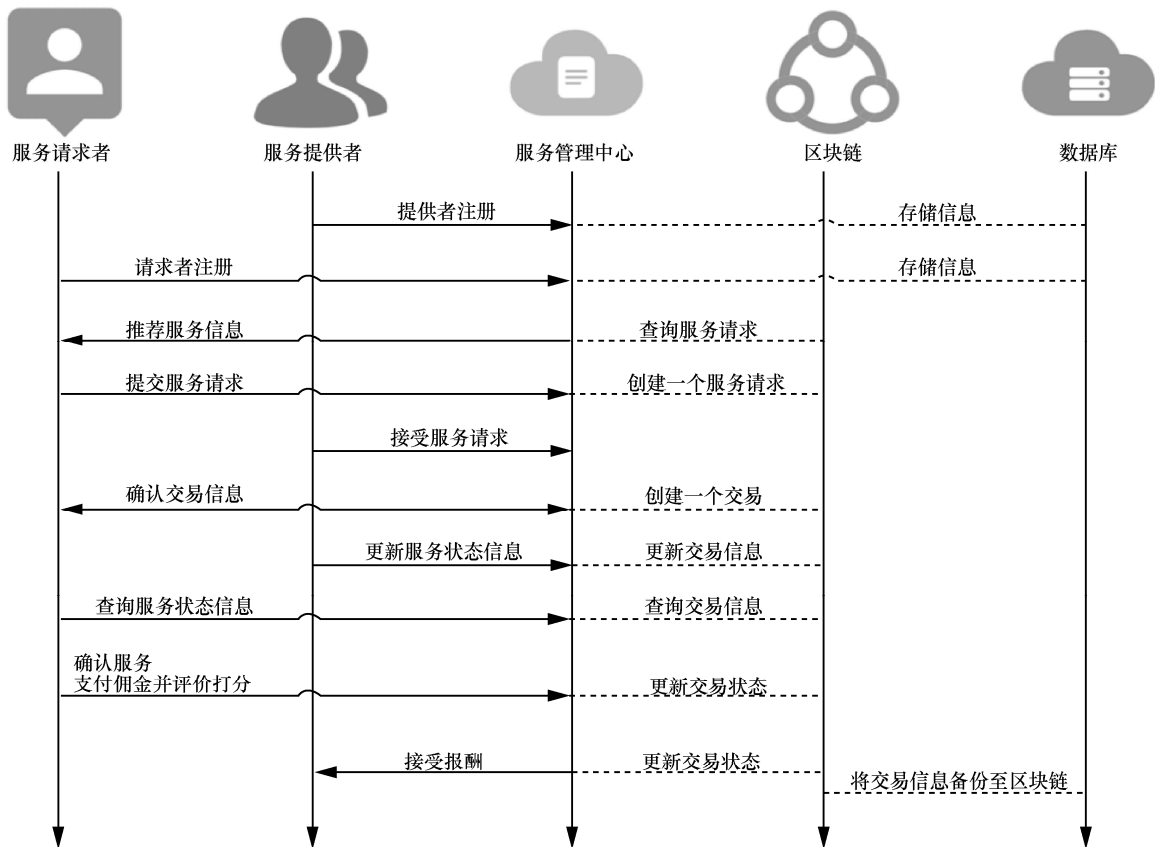 服务请求者
服务提供者
服务管理中心
区块链
数据库
提供者注册
存储信息
请求者注册
存储信息
推荐服务信息
查询服务请求
提交服务请求
创建一个服务请求
接受服务请求
确认交易信息
创建一个交易
更新服务状态信息
更新交易信息
查询服务状态信息
查询交易信息
确认服务
支付佣金并评价打分
更新交易状态
接受报酬
更新交易状态
将交易信息备份至区块链